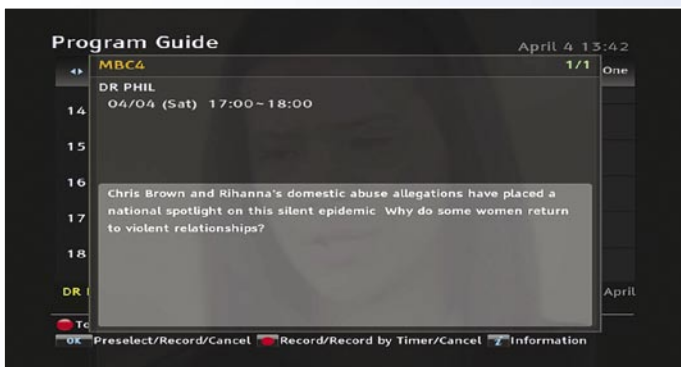 Program Guide
April 4 13:42
MBC4 1/1
One
DR PHIL
04/04 (Sat) 17:00~18:00
14
15
16
Chris Brown and Rihanna's domestic abuse allegations have placed a
national spotlight on this silent epidemic Why do some women return
17
to violent relationships?
18
DR
April
OK Preselect/Record/Cancel Record/Record by Timer/Cancel i Information